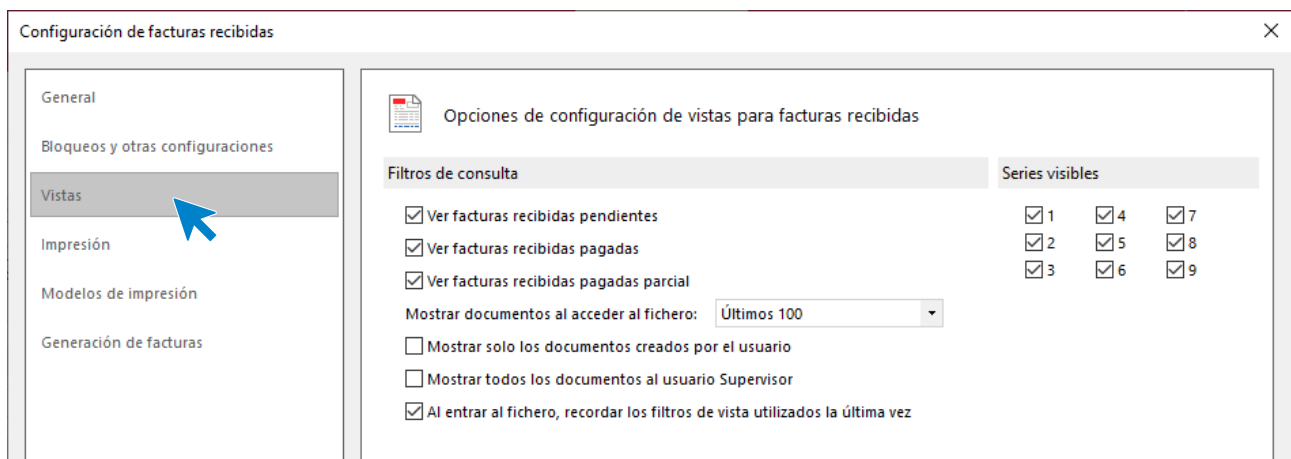 Configuración de facturas recibidas
General
Bloqueos y otras configuraciones
Vistas
Impresión
Modelos de impresión
Generación de facturas
Opciones de configuración de vistas para facturas recibidas
Filtros de consulta
Ver facturas recibidas pendientes
Ver facturas recibidas pagadas
Ver facturas recibidas pagadas parcial
Mostrar documentos al acceder al fichero: Últimos 100
Mostrar solo los documentos creados por el usuario
Mostrar todos los documentos al usuario Supervisor
Al entrar al fichero, recordar los filtros de vista utilizados la última vez
Series visibles
1 4 7
2 5 8
3 6 9